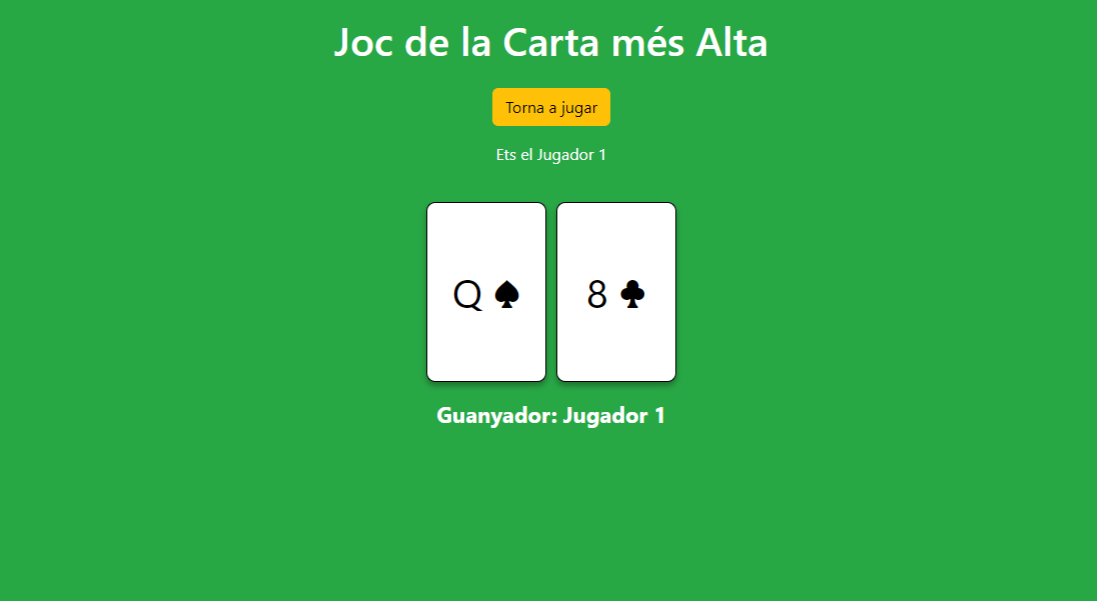 Joc de la Carta més Alta
Torna a jugar
Ets el Jugador 1
Q ♠ 8 ♣
Guanyador: Jugador 1